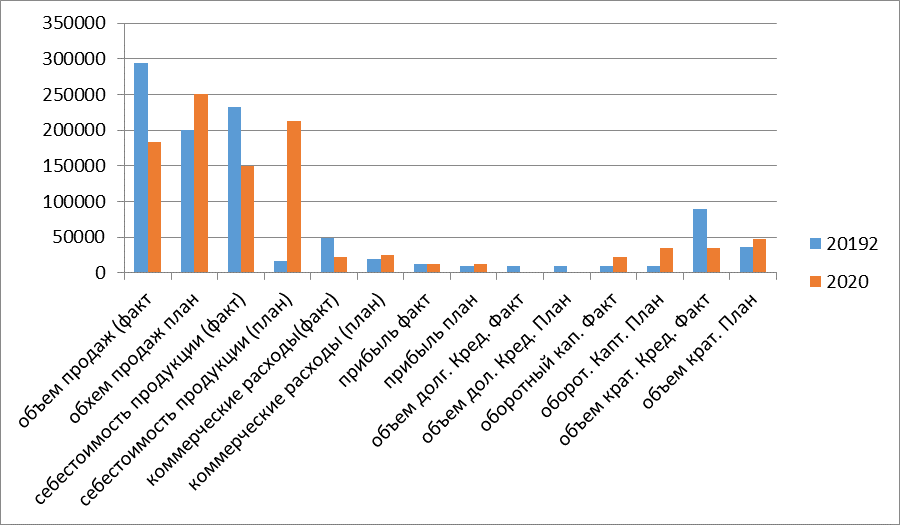 350000
300000
250000
200000
150000
100000
50000
0
объем продаж (факт
обхем продаж план
себестоимость продукции (факт)
себестоимость продукции (план)
коммерческие расходы(факт)
коммерческие расходы (план)
прибыль факт
прибыль план
объем долг. Кред. Факт
объем дол. Кред. План
оборотный кап. Факт
оборот. Капт. План
объем крат. Кред. Факт
объем крат. План
20192
2020